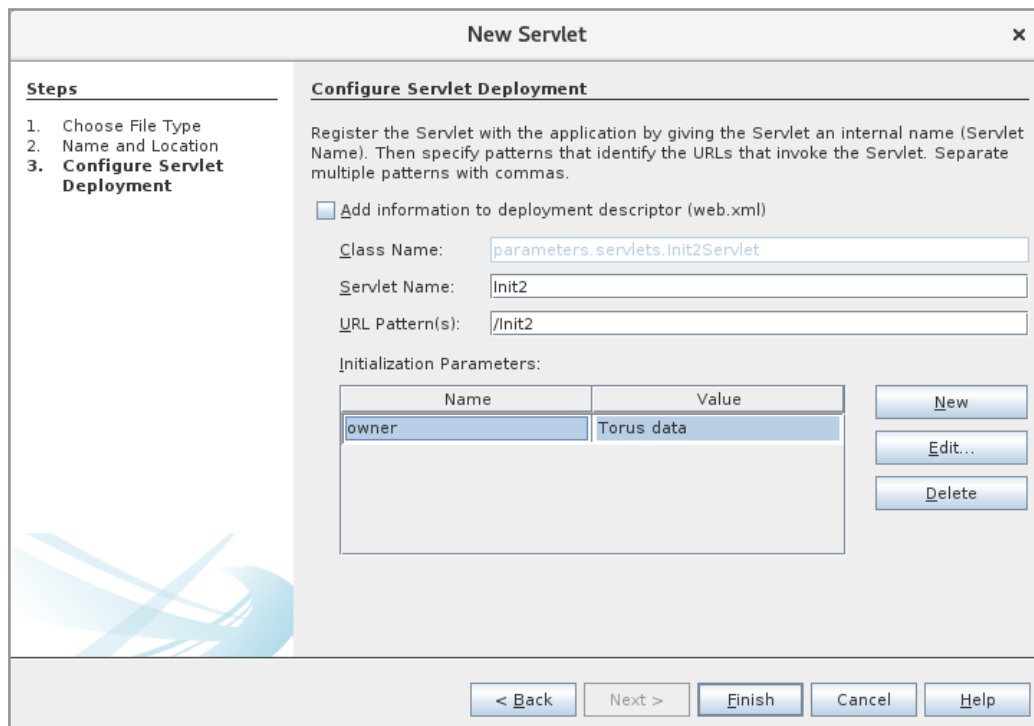 New Servlet
×
Steps
1. Choose File Type
2. Name and Location
3. Configure Servlet
Deployment
Configure Servlet Deployment
Register the Servlet with the application by giving the Servlet an internal name (Servlet
Name). Then specify patterns that identify the URLs that invoke the Servlet. Separate
multiple patterns with commas.
Add information to deployment descriptor (web.xml)
Class Name: parameters.servlets.Init2Servlet
Servlet Name: Init2
URL Pattern(s): /Init2
Initialization Parameters:
Name Value
owner Torus data
New
Edit...
Delete
< Back Next > Finish Cancel Help